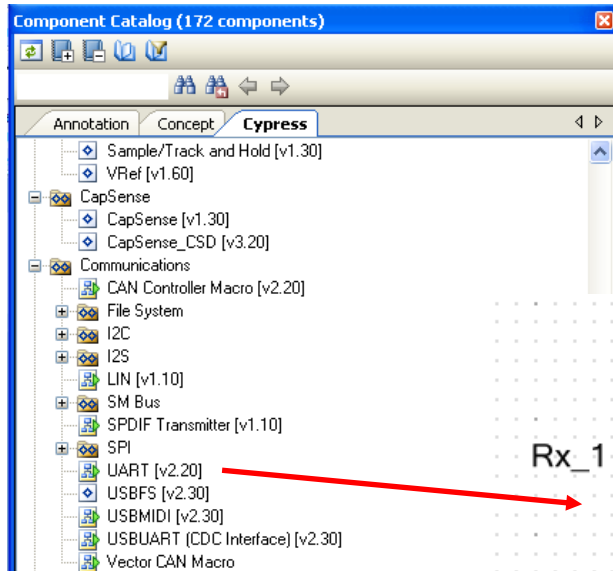 Component Catalog (172 components)
Annotation Concept Cypress
Sample/Track and Hold [v1.30]
VRef [v1.60]
CapSense
CapSense [v1.30]
CapSense_CSD [v3.20]
Communications
CAN Controller Macro [v2.20]
File System
I2C
I2S
LIN [v1.10]
SM Bus
SPDIF Transmitter [v1.10]
SPI
UART [v2.20]
USBFS [v2.30]
USBMIDI [v2.30]
USBUART (CDC Interface) [v2.30]
Vector CAN Macro
Rx_1